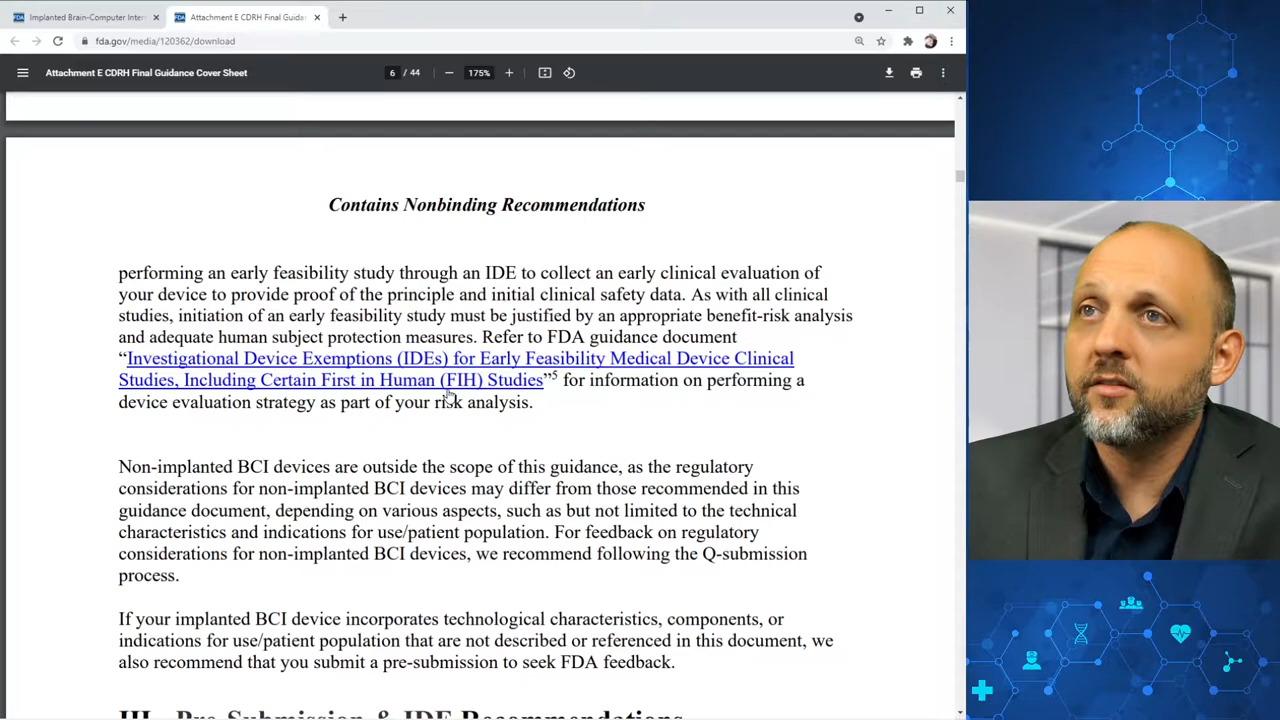 Implanted Brain-Computer Inter
Attachment E CDRH Final Guidan
fda.gov/media/120362/download
Attachment E CDRH Final Guidance Cover Sheet
6 / 44
175%
Contains Nonbinding Recommendations
performing an early feasibility study through an IDE to collect an early clinical evaluation of
your device to provide proof of the principle and initial clinical safety data. As with all clinical
studies, initiation of an early feasibility study must be justified by an appropriate benefit-risk analysis
and adequate human subject protection measures. Refer to FDA guidance document
“Investigational Device Exemptions (IDEs) for Early Feasibility Medical Device Clinical
Studies, Including Certain First in Human (FIH) Studies”5 for information on performing a
device evaluation strategy as part of your risk analysis.
Non-implanted BCI devices are outside the scope of this guidance, as the regulatory
considerations for non-implanted BCI devices may differ from those recommended in this
guidance document, depending on various aspects, such as but not limited to the technical
characteristics and indications for use/patient population. For feedback on regulatory
considerations for non-implanted BCI devices, we recommend following the Q-submission
process.
If your implanted BCI device incorporates technological characteristics, components, or
indications for use/patient population that are not described or referenced in this document, we
also recommend that you submit a pre-submission to seek FDA feedback.
III. Pre-Submission & IDE Recommendations